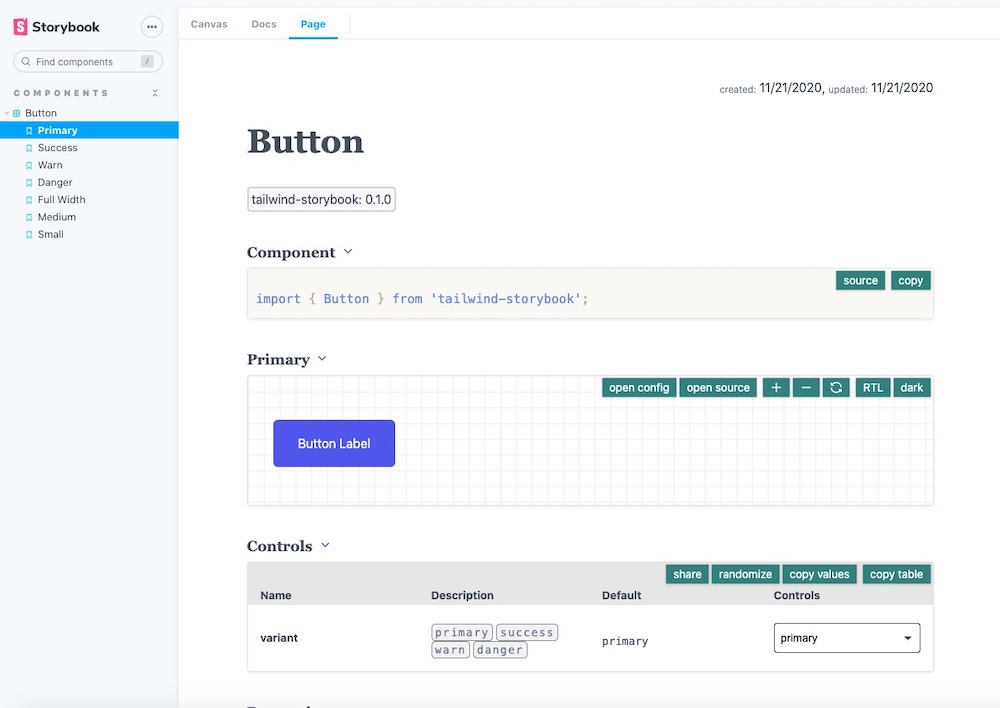 Storybook
Find components /
COMPONENTS
Button
Primary
Success
Warn
Danger
Full Width
Medium
Small
Canvas Docs Page
created: 11/21/2020, updated: 11/21/2020
Button
tailwind-storybook: 0.1.0
Component
source copy
import { Button } from 'tailwind-storybook';
Primary
open config open source + − RTL dark
Button Label
Controls
share randomize copy values copy table
Name Description Default Controls
variant primary success primary primary
warn danger